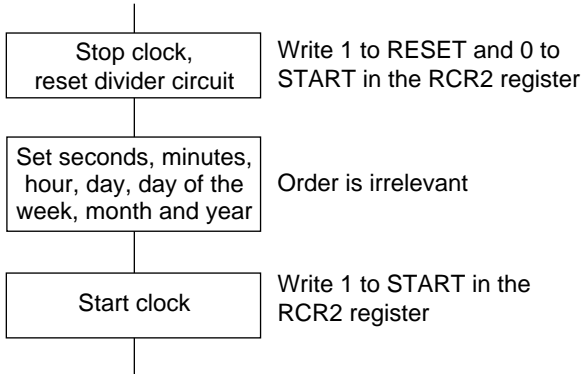 Stop clock,
reset divider circuit
Write 1 to RESET and 0 to
START in the RCR2 register
Set seconds, minutes,
hour, day, day of the
week, month and year
Order is irrelevant
Start clock
Write 1 to START in the
RCR2 register